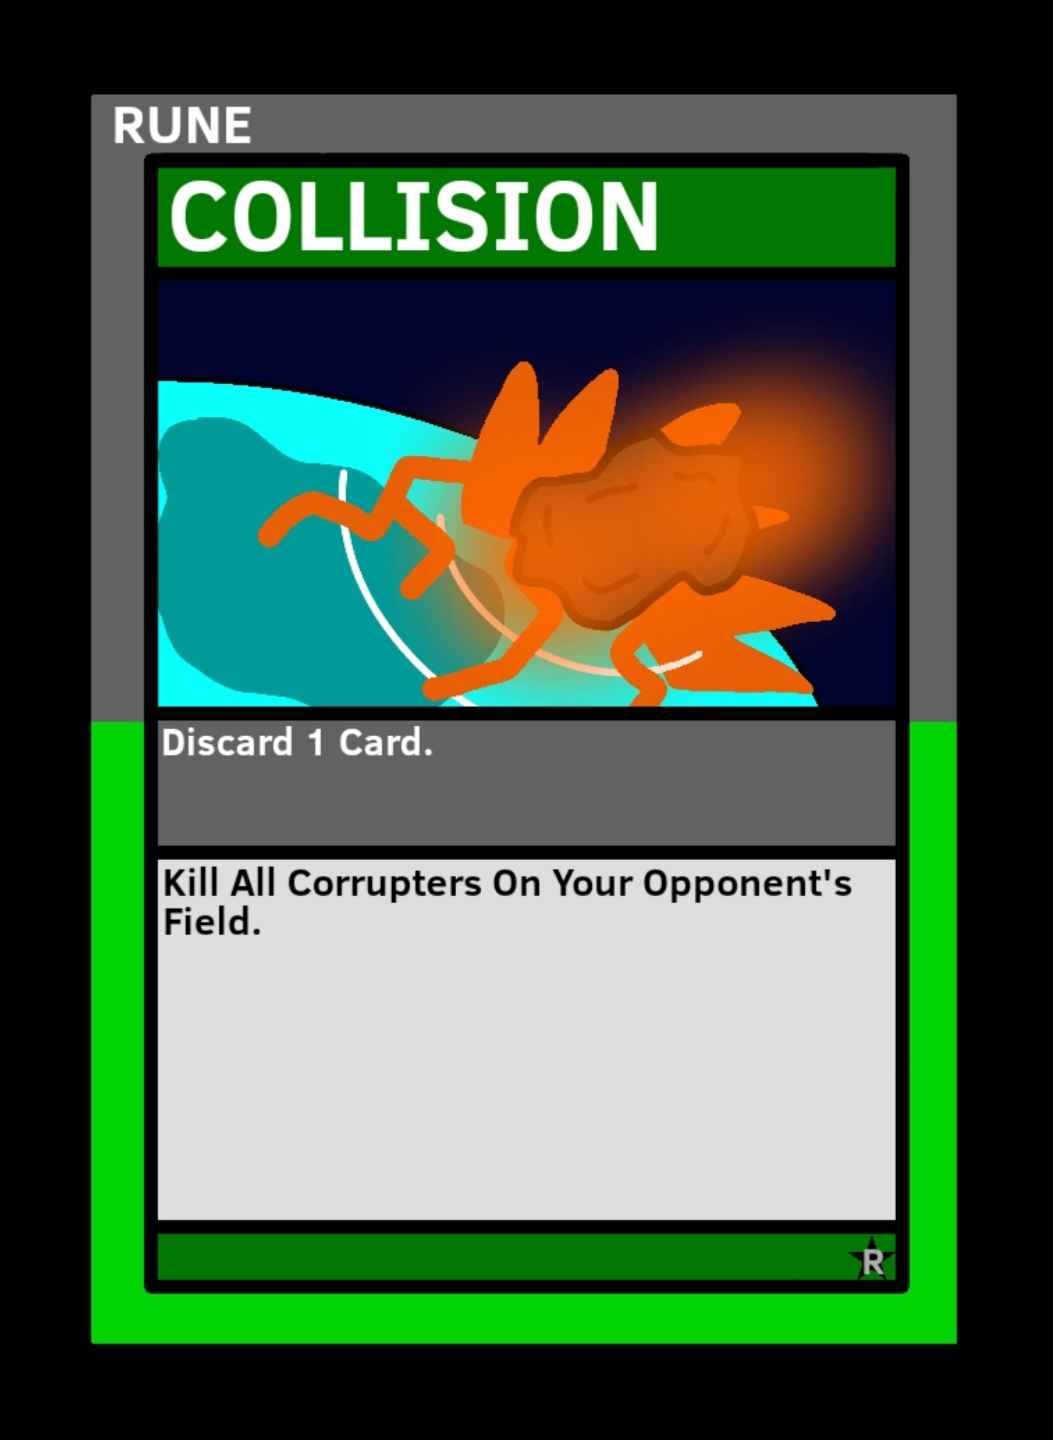 RUNE
COLLISION
Discard 1 Card.
Kill All Corrupters On Your Opponent's
Field.
R